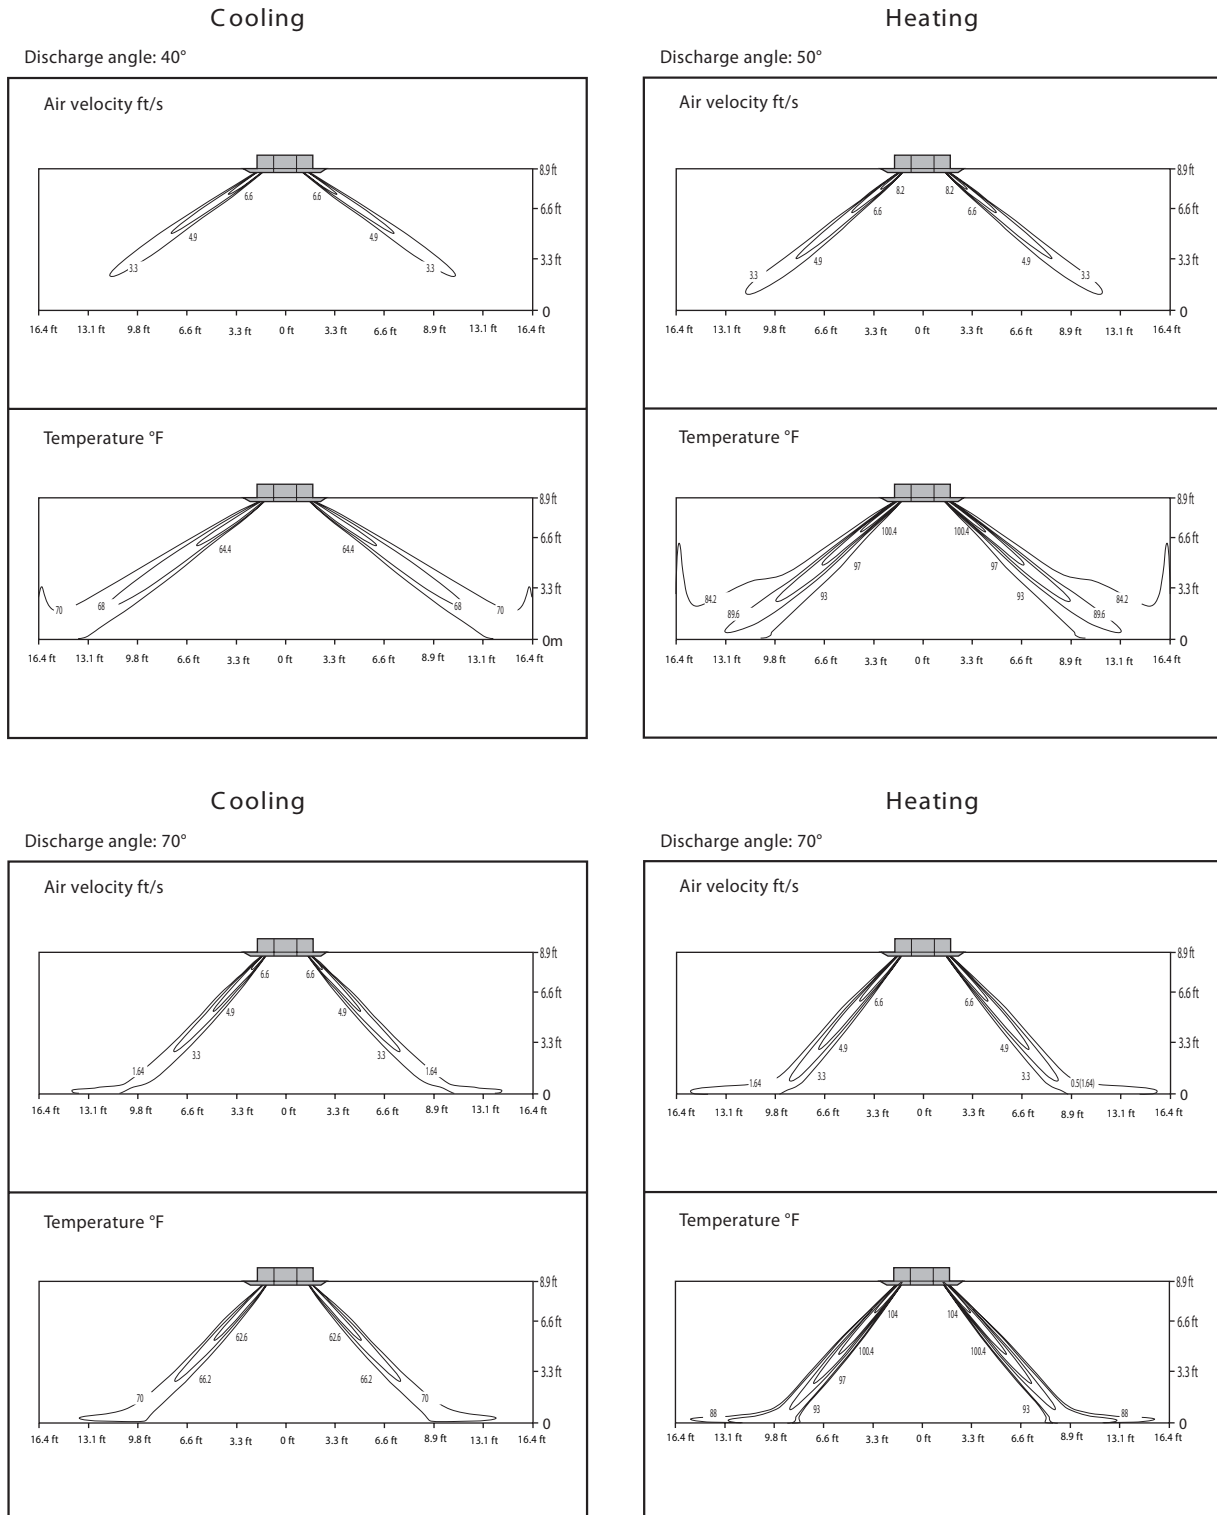 Cooling
Heating
Discharge angle: 40°
Discharge angle: 50°
Air velocity ft/s
8.9 ft
6.6 6.6
6.6 ft
4.9 4.9
3.3 3.3
3.3 ft
0
16.4 ft 13.1 ft 9.8 ft 6.6 ft 3.3 ft 0 ft 3.3 ft 6.6 ft 8.9 ft 13.1 ft 16.4 ft
Air velocity ft/s
8.9 ft
8.2 8.2
6.6 6.6
6.6 ft
4.9 4.9
3.3 ft
3.3 3.3
0
16.4 ft 13.1 ft 9.8 ft 6.6 ft 3.3 ft 0 ft 3.3 ft 6.6 ft 8.9 ft 13.1 ft 16.4 ft
Temperature °F
8.9 ft
6.6 ft
64.4 64.4
3.3 ft
70 68 68 70
0m
16.4 ft 13.1 ft 9.8 ft 6.6 ft 3.3 ft 0 ft 3.3 ft 6.6 ft 8.9 ft 13.1 ft 16.4 ft
Temperature °F
8.9 ft
100.4 100.4
6.6 ft
97 97
3.3 ft
84.2 93 93 84.2
89.6 89.6
0
16.4 ft 13.1 ft 9.8 ft 6.6 ft 3.3 ft 0 ft 3.3 ft 6.6 ft 8.9 ft 13.1 ft 16.4 ft
Cooling
Heating
Discharge angle: 70°
Discharge angle: 70°
Air velocity ft/s
8.9 ft
6.6 6.6
6.6 ft
4.9 4.9
3.3 ft
3.3 3.3
1.64 1.64
0
16.4 ft 13.1 ft 9.8 ft 6.6 ft 3.3 ft 0 ft 3.3 ft 6.6 ft 8.9 ft 13.1 ft 16.4 ft
Air velocity ft/s
8.9 ft
6.6 6.6
6.6 ft
4.9 4.9
3.3 ft
3.3 3.3
1.64 0.5(1.64)
0
16.4 ft 13.1 ft 9.8 ft 6.6 ft 3.3 ft 0 ft 3.3 ft 6.6 ft 8.9 ft 13.1 ft 16.4 ft
Temperature °F
8.9 ft
6.6 ft
62.6 62.6
3.3 ft
66.2 66.2
70 70
0
16.4 ft 13.1 ft 9.8 ft 6.6 ft 3.3 ft 0 ft 3.3 ft 6.6 ft 8.9 ft 13.1 ft 16.4 ft
Temperature °F
8.9 ft
104 104
6.6 ft
100.4 100.4
3.3 ft
97 97
88 93 93 88
0
16.4 ft 13.1 ft 9.8 ft 6.6 ft 3.3 ft 0 ft 3.3 ft 6.6 ft 8.9 ft 13.1 ft 16.4 ft